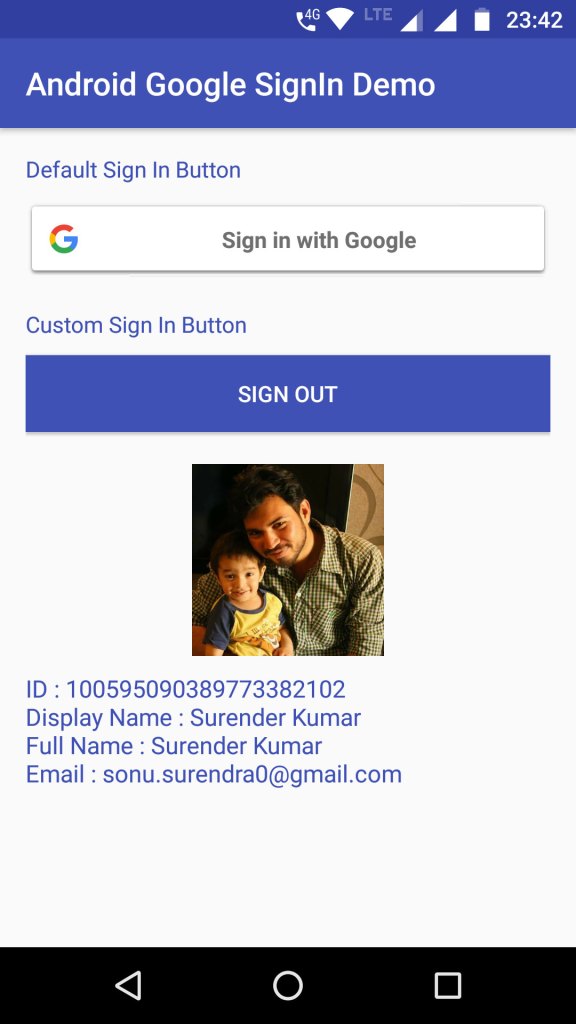 4G LTE 23:42
Android Google SignIn Demo
Default Sign In Button
Sign in with Google
Custom Sign In Button
SIGN OUT
ID : 100595090389773382102
Display Name : Surender Kumar
Full Name : Surender Kumar
Email : sonu.surendra0@gmail.com